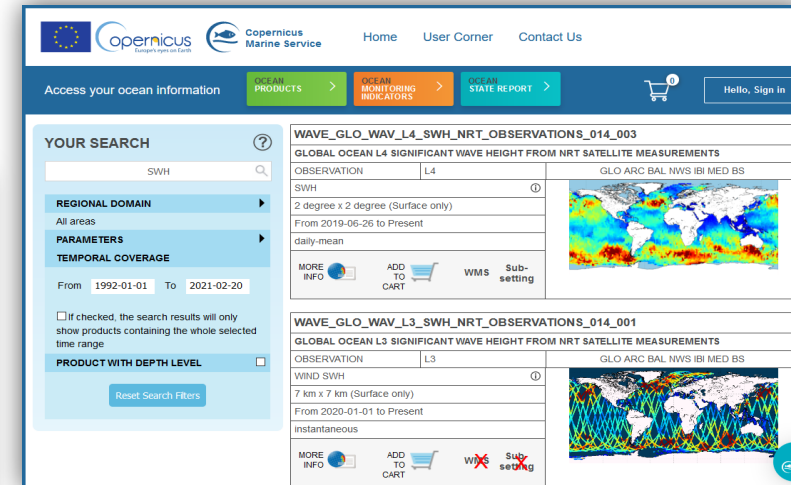 opernicus
Europe's eyes on Earth
Copernicus
Marine Service
Home User Corner Contact Us
Access your ocean information
OCEAN
PRODUCTS
OCEAN
MONITORING
INDICATORS
OCEAN
STATE REPORT
0
Hello, Sign in
YOUR SEARCH
?
SWH
REGIONAL DOMAIN
All areas
PARAMETERS
TEMPORAL COVERAGE
From 1992-01-01 To 2021-02-20
If checked, the search results will only
show products containing the whole selected
time range
PRODUCT WITH DEPTH LEVEL
Reset Search Filters
WAVE_GLO_WAV_L4_SWH_NRT_OBSERVATIONS_014_003
GLOBAL OCEAN L4 SIGNIFICANT WAVE HEIGHT FROM NRT SATELLITE MEASUREMENTS
OBSERVATION L4 GLO ARC BAL NWS IBI MED BS
SWH
2 degree x 2 degree (Surface only)
From 2019-06-26 to Present
daily-mean
MORE
INFO
ADD
TO
CART
WMS
Sub-
setting
WAVE_GLO_WAV_L3_SWH_NRT_OBSERVATIONS_014_001
GLOBAL OCEAN L3 SIGNIFICANT WAVE HEIGHT FROM NRT SATELLITE MEASUREMENTS
OBSERVATION L3 GLO ARC BAL NWS IBI MED BS
WIND SWH
7 km x 7 km (Surface only)
From 2020-01-01 to Present
instantaneous
MORE
INFO
ADD
TO
CART
WMS
Sub-
setting